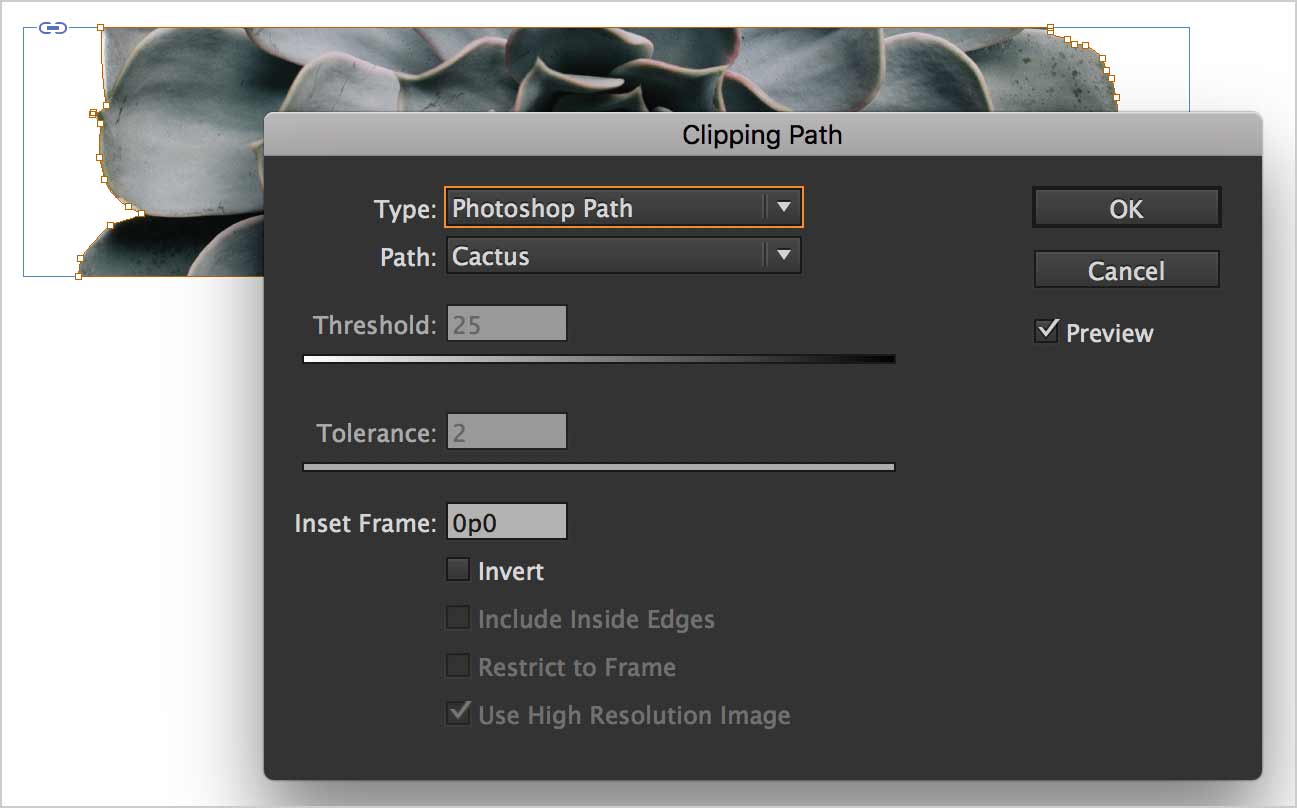 Clipping Path
Type: Photoshop Path
OK
Path: Cactus
Cancel
Threshold: 25
Preview
Tolerance: 2
Inset Frame: 0p0
Invert
Include Inside Edges
Restrict to Frame
Use High Resolution Image